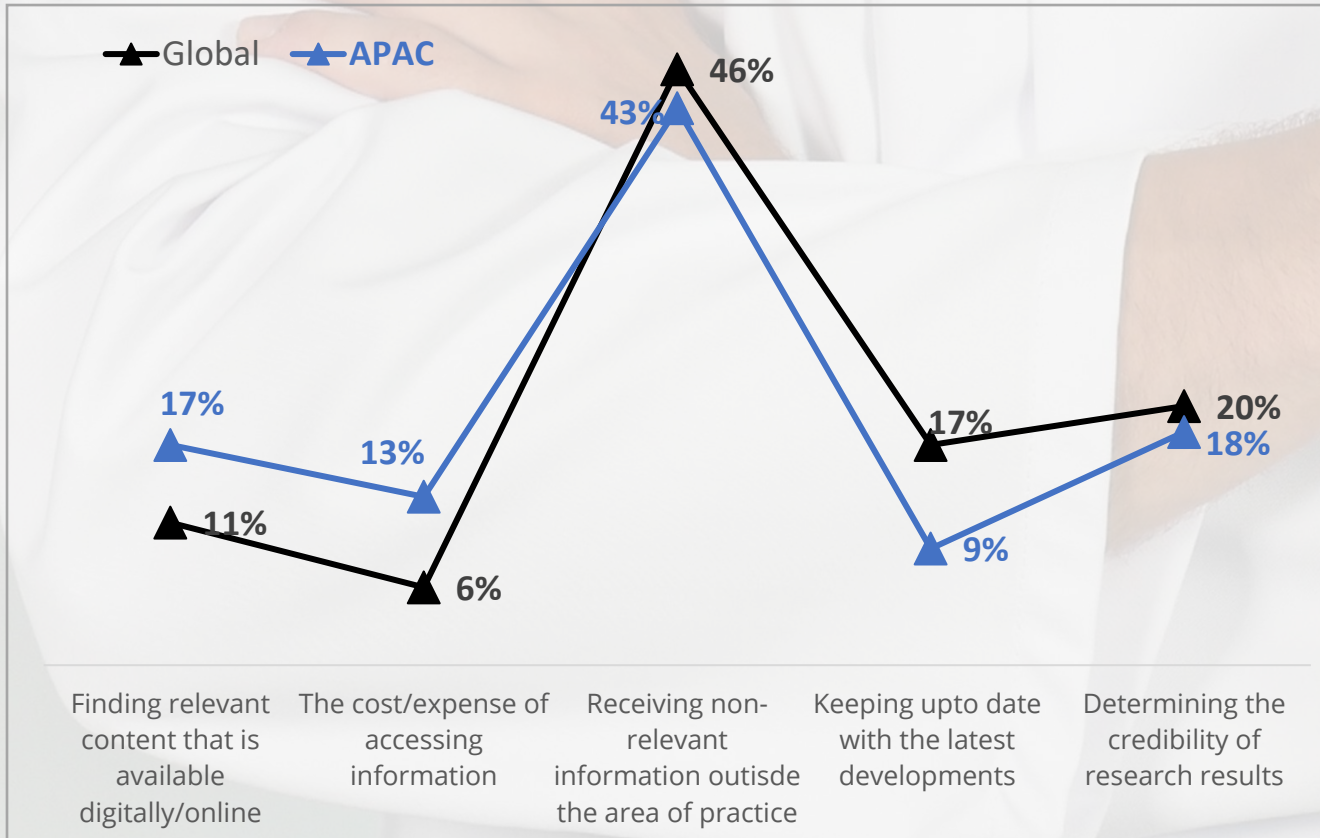 Global APAC
46%
43%
17%
13%
11%
6%
17%
9%
20%
18%
Finding relevant
content that is
available
digitally/online
The cost/expense of
accessing
information
Receiving non-
relevant
information outisde
the area of practice
Keeping upto date
with the latest
developments
Determining the
credibility of
research results